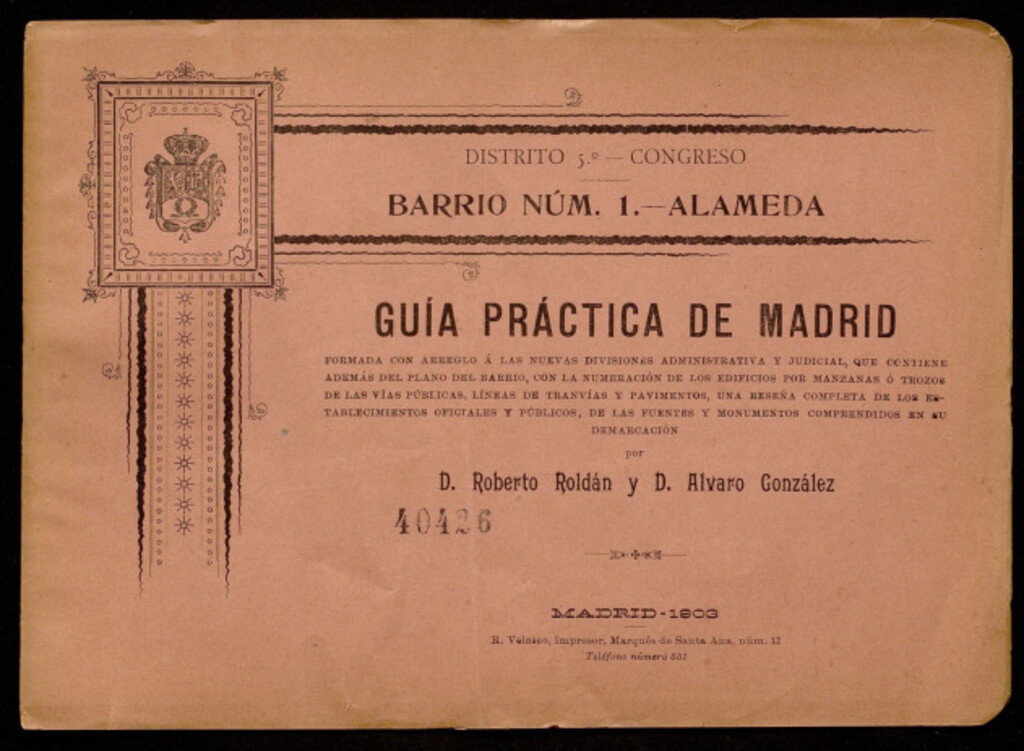 DISTRITO 5.º — CONGRESO
BARRIO NÚM. 1.—ALAMEDA
GUÍA PRÁCTICA DE MADRID
FORMADA CON ARREGLO Á LAS NUEVAS DIVISIONES ADMINISTRATIVA Y JUDICIAL, QUE CONTIENE
ADEMÁS DEL PLANO DEL BARRIO, CON LA NUMERACIÓN DE LOS EDIFICIOS POR MANZANAS Ó TROZOS
DE LAS VÍAS PÚBLICAS, LÍNEAS DE TRANVÍAS Y PAVIMENTOS, UNA RESEÑA COMPLETA DE LOS ES-
TABLECIMIENTOS OFICIALES Y PÚBLICOS, DE LAS FUENTES Y MONUMENTOS COMPRENDIDOS EN SU
DEMARCACIÓN
por
D. Roberto Roldán y D. Alvaro González
40426
MADRID-1903
R. Velasco, impresor, Marqués de Santa Ana, núm. 11
Teléfono número 551